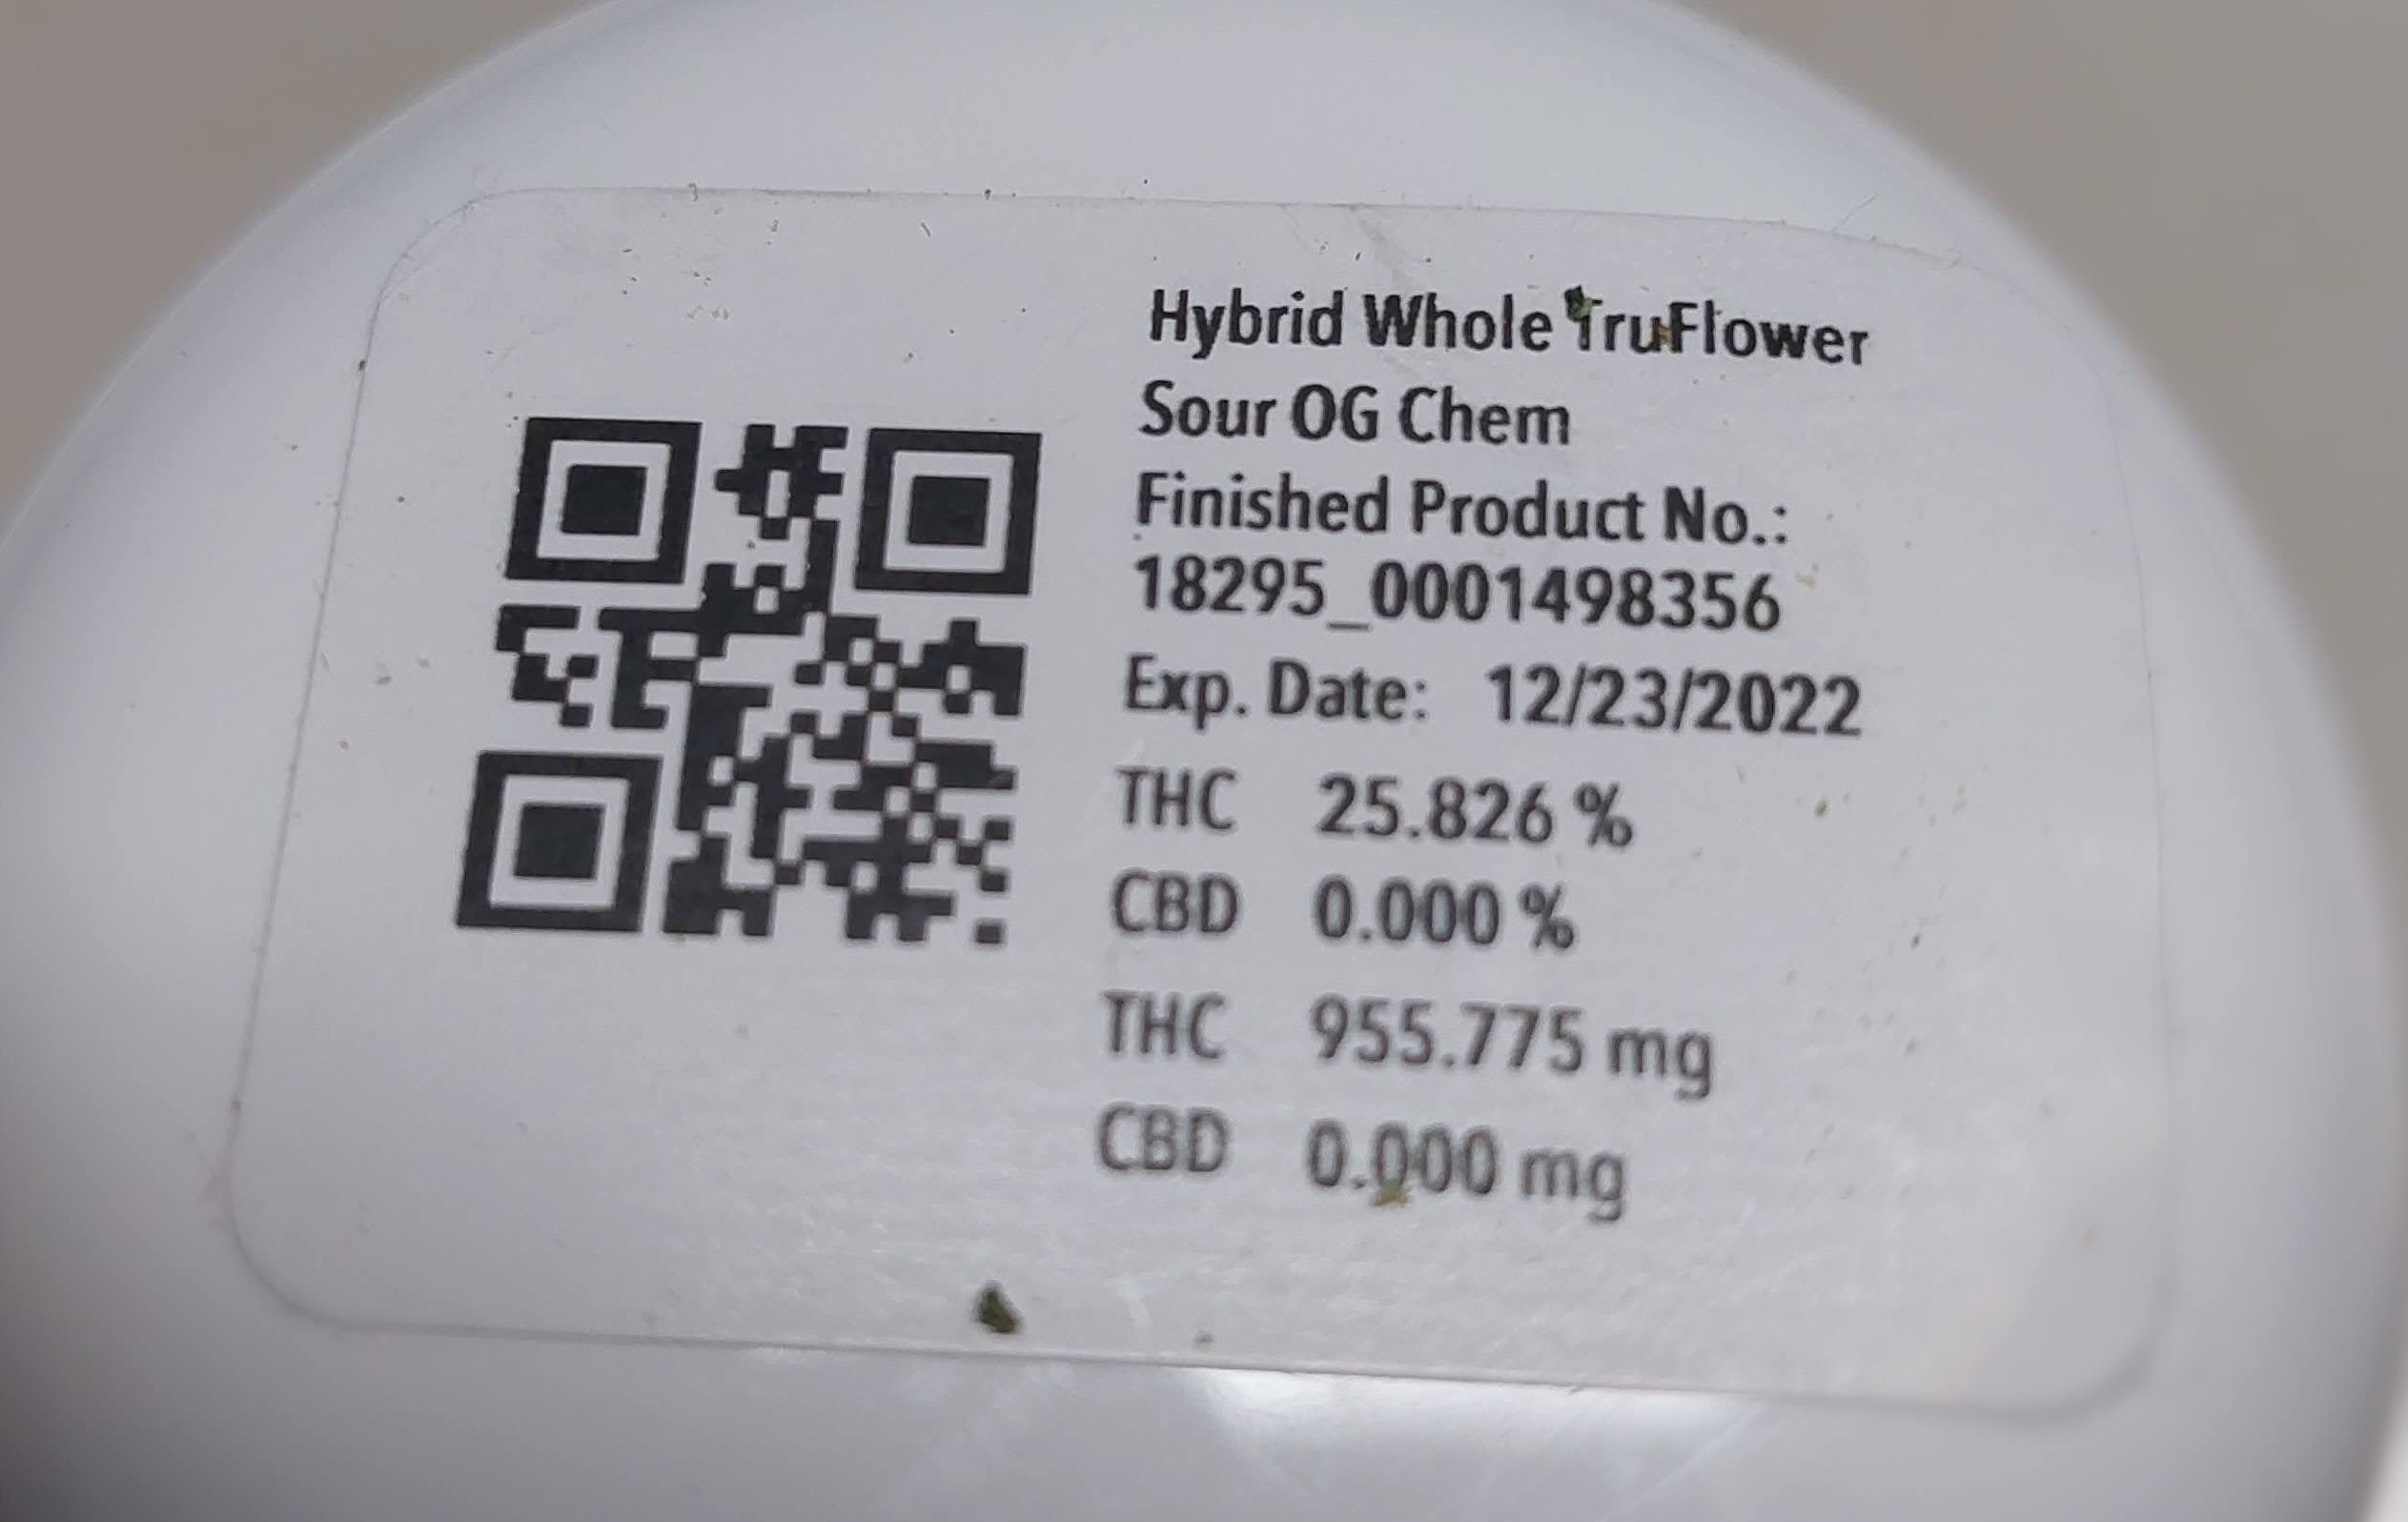 Hybrid Whole TruFlower
Sour OG Chem
Finished Product No.:
18295_0001498356
Exp. Date: 12/23/2022
THC 25.826 %
CBD 0.000 %
THC 955.775 mg
CBD 0.000 mg